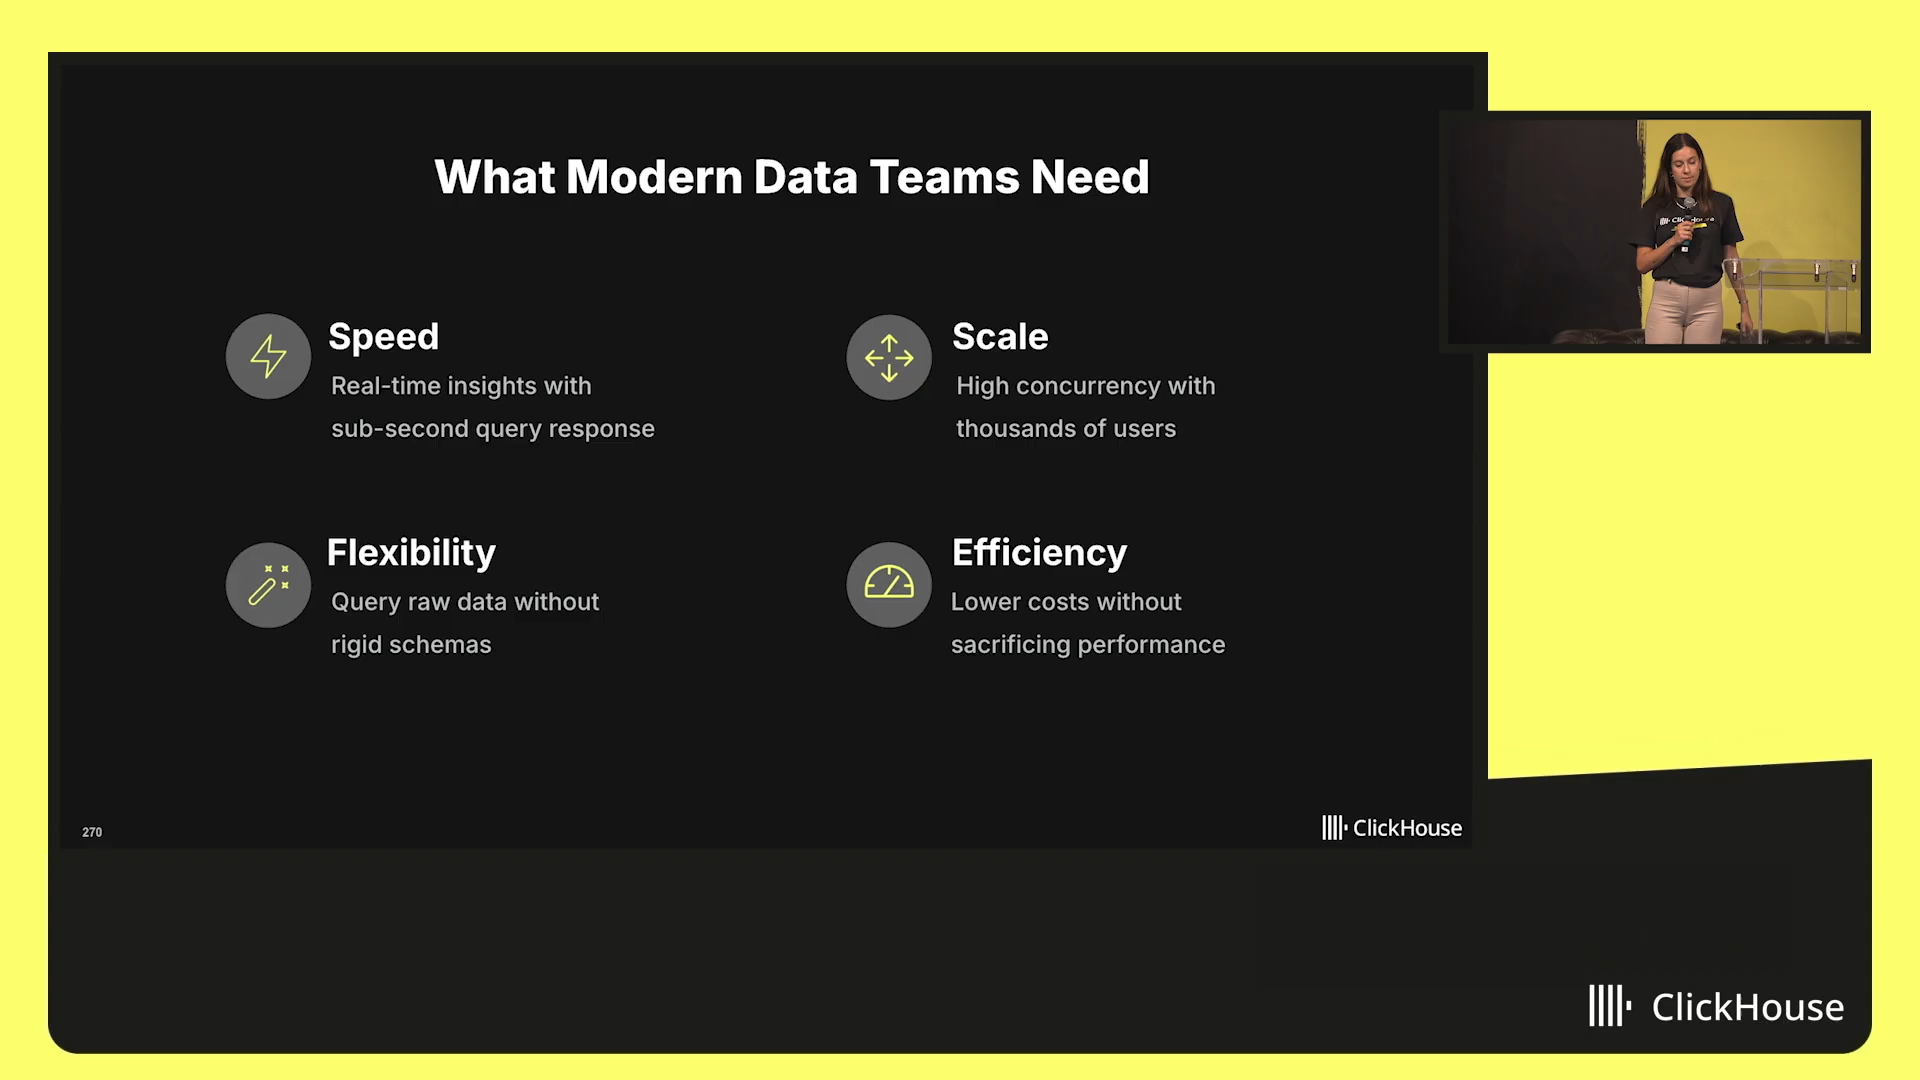 What Modern Data Teams Need
Speed
Real-time insights with
sub-second query response
Scale
High concurrency with
thousands of users
Flexibility
Query raw data without
rigid schemas
Efficiency
Lower costs without
sacrificing performance
270
ClickHouse
ClickHouse
ClickHouse